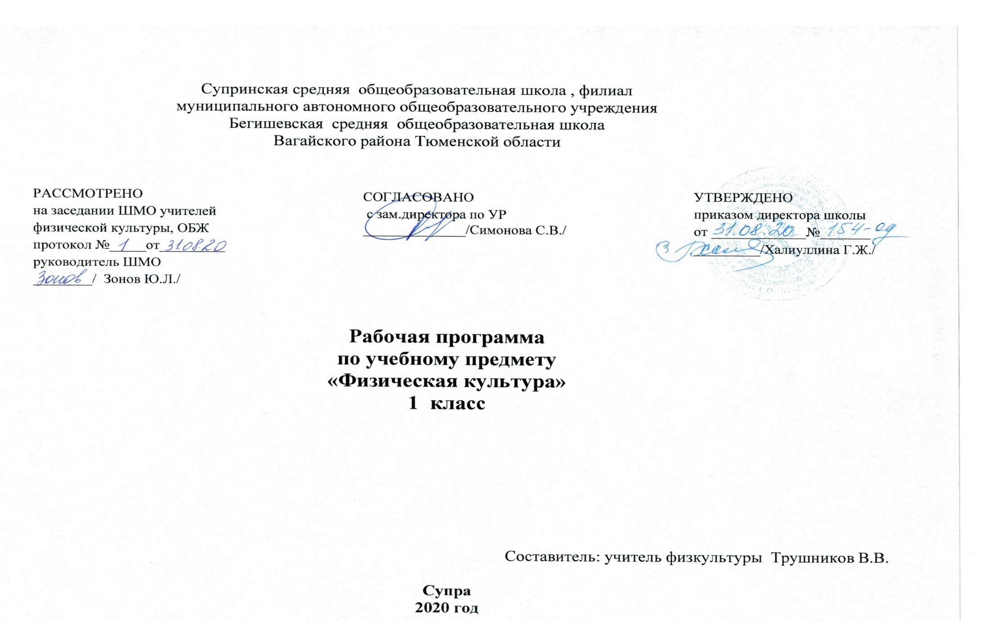 Супринская средняя общеобразовательная школа , филиал
муниципального автономного общеобразовательного учреждения
Бегишевская средняя общеобразовательная школа
Вагайского района Тюменской области
РАССМОТРЕНО
на заседании ШМО учителей
физической культуры, ОБЖ
протокол № 1 от 31.08.20
руководитель ШМО
Зонов / Зонов Ю.Л./
СОГЛАСОВАНО
с зам.директора по УР
/Симонова С.В./
УТВЕРЖДЕНО
приказом директора школы
от 31.08.20 № 154-од
/Халиуллина Г.Ж./
Рабочая программа
по учебному предмету
«Физическая культура»
1 класс
Составитель: учитель физкультуры Трушников В.В.
Супра
2020 год